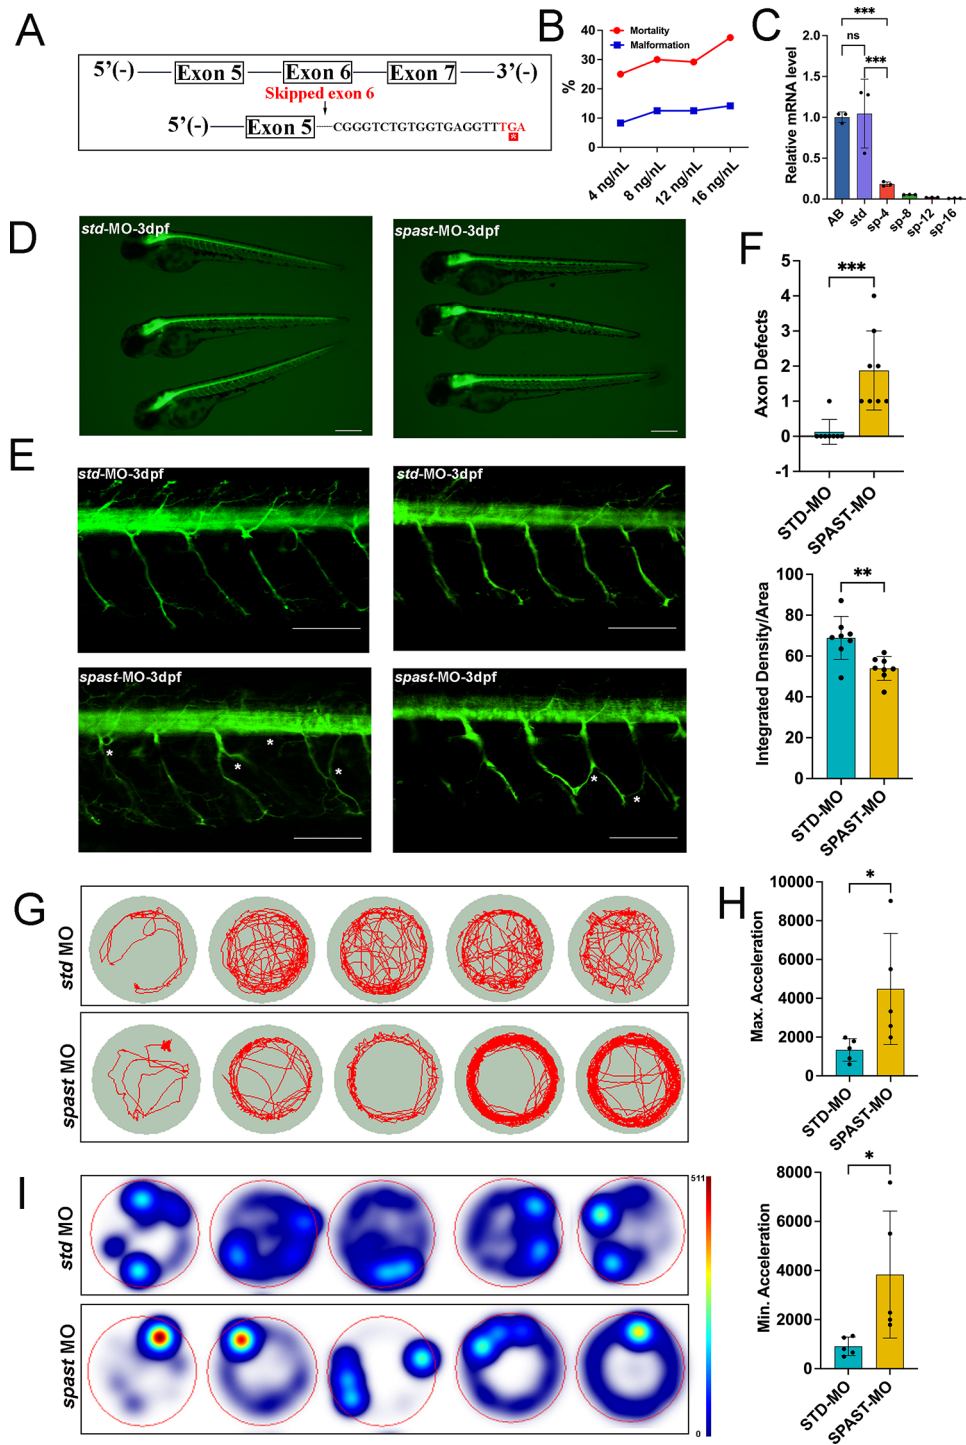 A
5’(-) Exon 5 Exon 6 Exon 7 3’(-)
Skipped exon 6
5’(-) Exon 5 CGGGTCTGTGGTGAGGTTTGA
*
B
Mortality
Malformation
%
40
30
20
10
0
4 ng/nL
8 ng/nL
12 ng/nL
16 ng/nL
C
***
ns
***
Relative mRNA level
2.0
1.5
1.0
0.5
0.0
AB
std
sp-4
sp-8
sp-12
sp-16
D
std-MO-3dpf
spast-MO-3dpf
E
std-MO-3dpf
std-MO-3dpf
spast-MO-3dpf
* * * *
spast-MO-3dpf
* *
F
***
Axon Defects
5
4
3
2
1
0
-1
STD-MO
SPAST-MO
**
Integrated Density/Area
100
80
60
40
20
0
STD-MO
SPAST-MO
G
std MO
spast MO
H
*
Max. Acceleration
10000
8000
6000
4000
2000
0
STD-MO
SPAST-MO
*
Min. Acceleration
8000
6000
4000
2000
0
STD-MO
SPAST-MO
I
std MO
spast MO
511
0